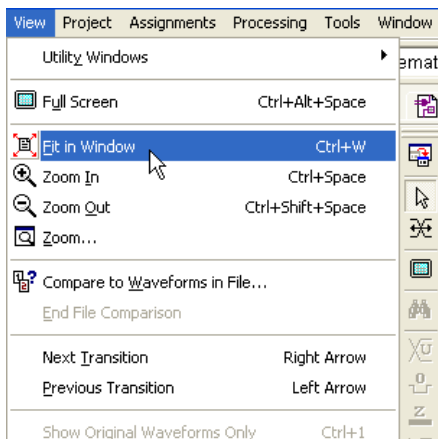 View Project Assignments Processing Tools Window
Utility Windows
emat
Full Screen Ctrl+Alt+Space
Fit in Window Ctrl+W
Zoom In Ctrl+Space
Zoom Out Ctrl+Shift+Space
Zoom...
Compare to Waveforms in File...
End File Comparison
Next Transition Right Arrow
Previous Transition Left Arrow
Show Original Waveforms Only Ctrl+1